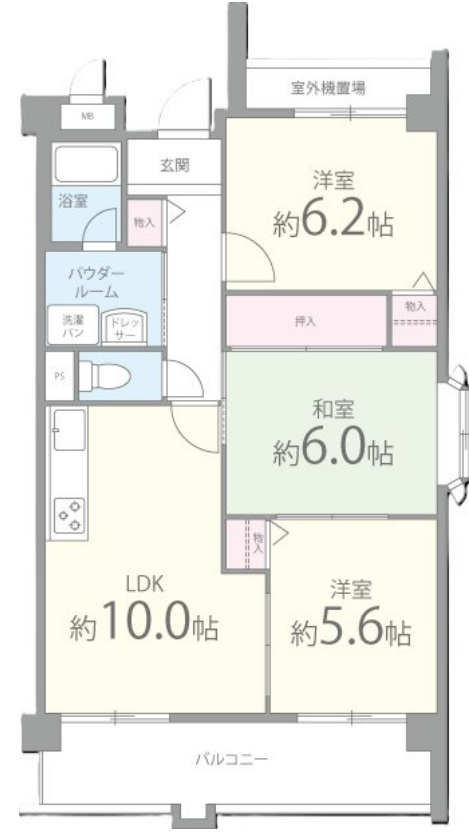 室外機置場
MB
玄関
洋室
約6.2帖
浴室
物入
パウダー
ルーム
洗濯
パン
ドレッ
サー
押入
物入
PS
和室
約6.0帖
物入
LDK
約10.0帖
洋室
約5.6帖
バルコニー